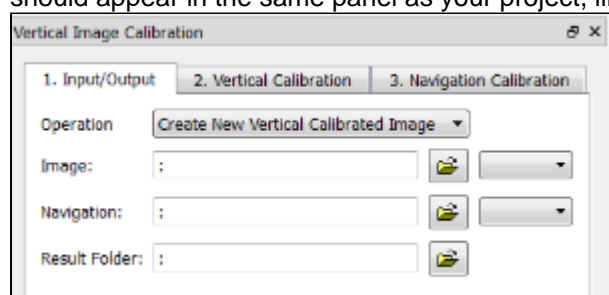 should appear in the same panel as your project,
Vertical Image Calibration
1. Input/Output 2. Vertical Calibration 3. Navigation Calibration
Operation Create New Vertical Calibrated Image
Image: :
Navigation: :
Result Folder: :